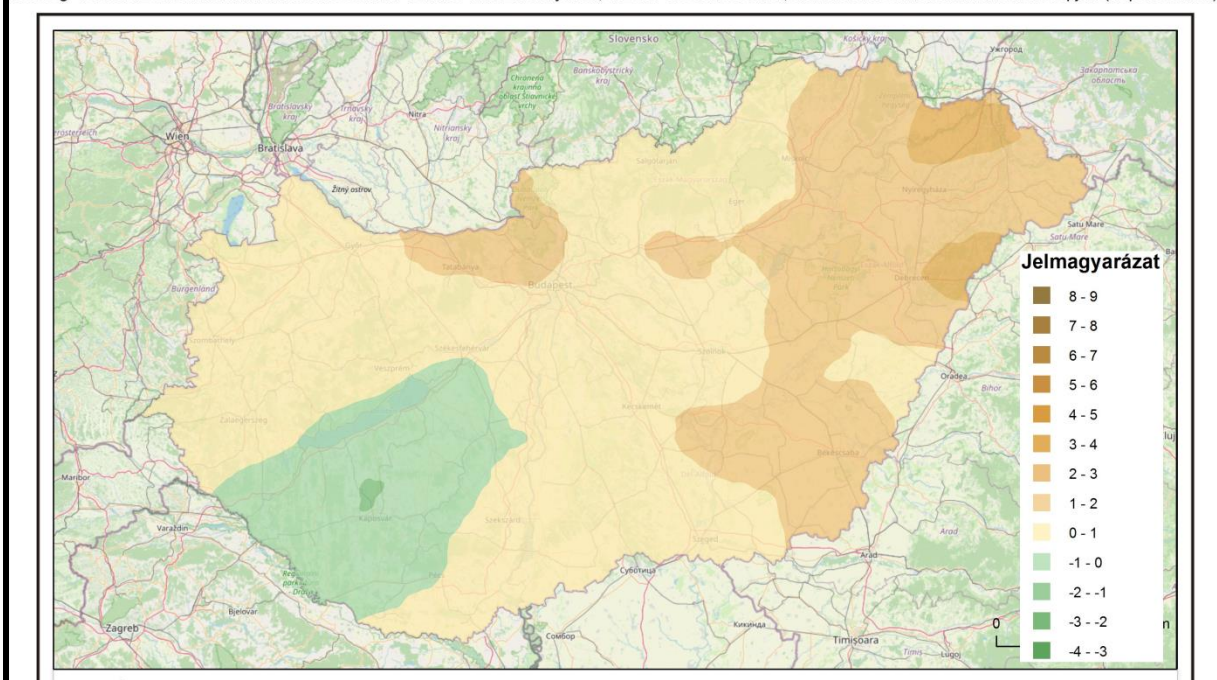 Slovensko
Košický kraj
Ужгород
Закарпатська
область
Banskobystrický
kraj
Chránená
krajinná
oblasť Štiavnické
vrchy
Bratislavský
kraj
Trnavský
kraj
Nitra
Nitriansky
kraj
Wien
Bratislava
Žitný ostrov
Salgótarján
Miskolc
Eger
Nyíregyháza
Satu Mare
Satu Mare
Győr
Tatabánya
Budapest
Debrecen
Burgenland
Szombathely
Székesfehérvár
Veszprém
Szolnok
Oradea
Bihor
Zalaegerszeg
Kecskemét
Békéscsaba
Maribor
Kaposvár
Szekszárd
Szeged
Varaždin
Arad
Arad
Суботица
Bjelovar
Zagreb
Сомбор
Кикинда
Timișoara
Timiș
Lugoj
Jelmagyarázat
8 - 9
7 - 8
6 - 7
5 - 6
4 - 5
3 - 4
2 - 3
1 - 2
0 - 1
-1 - 0
-2 - -1
-3 - -2
-4 - -3
0